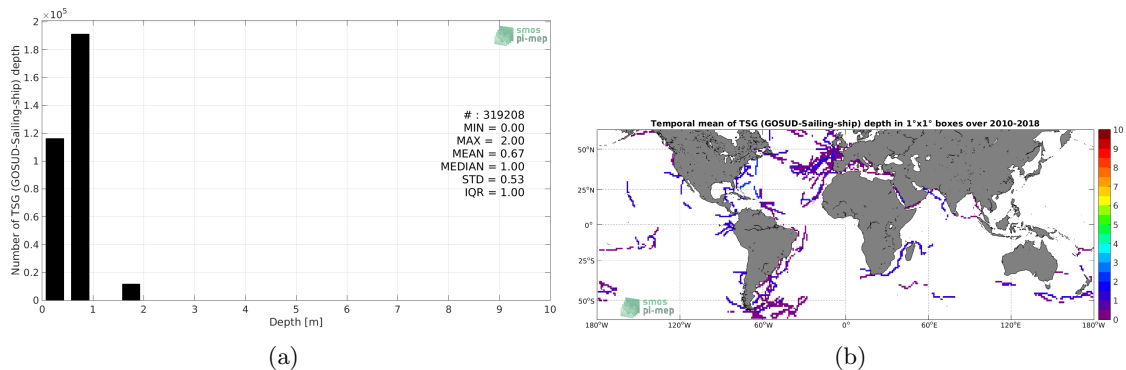 ×10⁵
2
1.8
1.6
1.4
1.2
1
0.8
0.6
0.4
0.2
0
Number of TSG (GOSUD-Sailing-ship) depth
smos
pi-mep
# : 319208
MIN = 0.00
MAX = 2.00
MEAN = 0.67
MEDIAN = 1.00
STD = 0.53
IQR = 1.00
0 1 2 3 4 5 6 7 8 9 10
Depth [m]
(a)
Temporal mean of TSG (GOSUD-Sailing-ship) depth in 1°x1° boxes over 2010-2018
50°N
25°N
0°
25°S
50°S
smos
pi-mep
180°W 120°W 60°W 0° 60°E 120°E 180°W
10
9
8
7
6
5
4
3
2
1
0
(b)